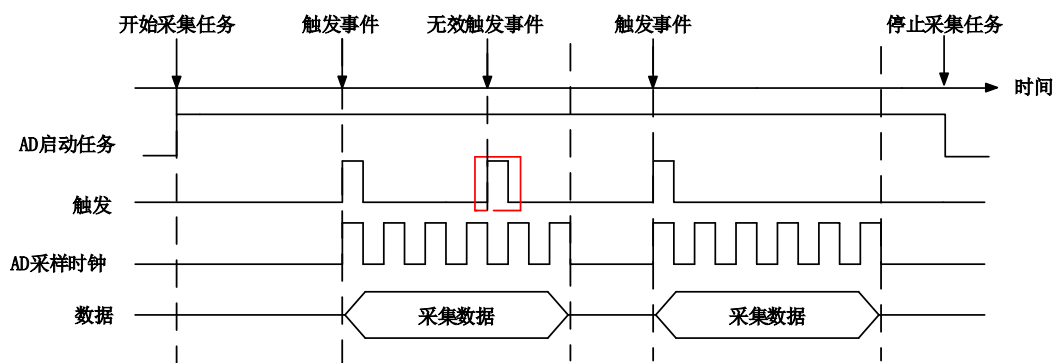 开始采集任务
触发事件
无效触发事件
触发事件
停止采集任务
时间
AD启动任务
触发
AD采样时钟
数据
采集数据
采集数据